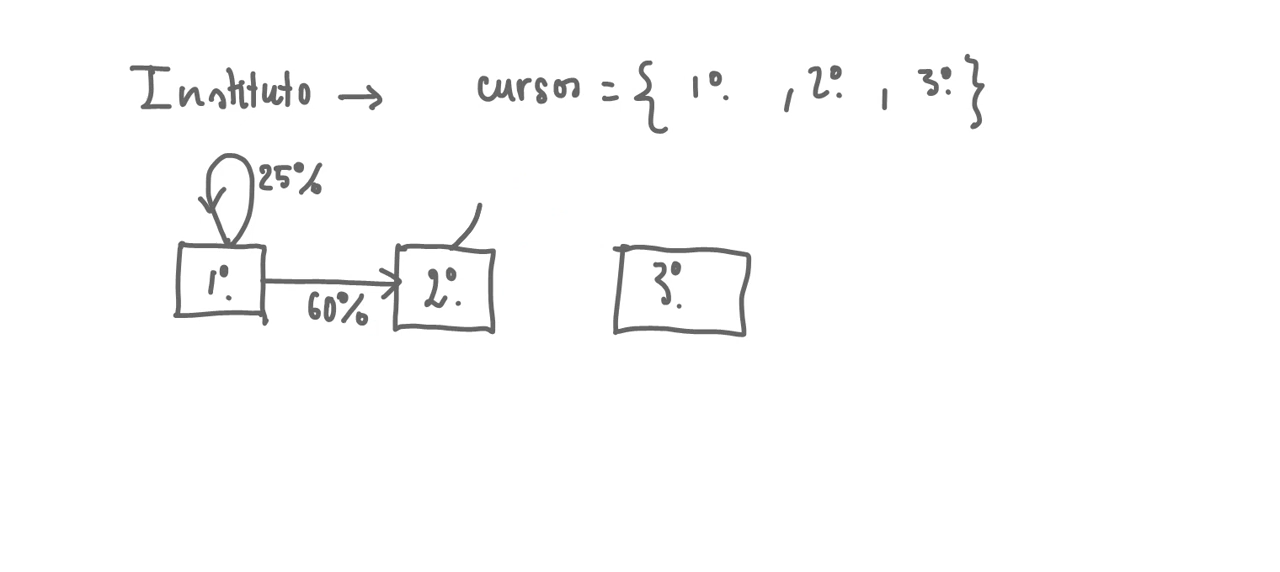 Instituto → cursos = { 1º. , 2º. , 3º. }
25%
1º. 2º. 3º.
60%